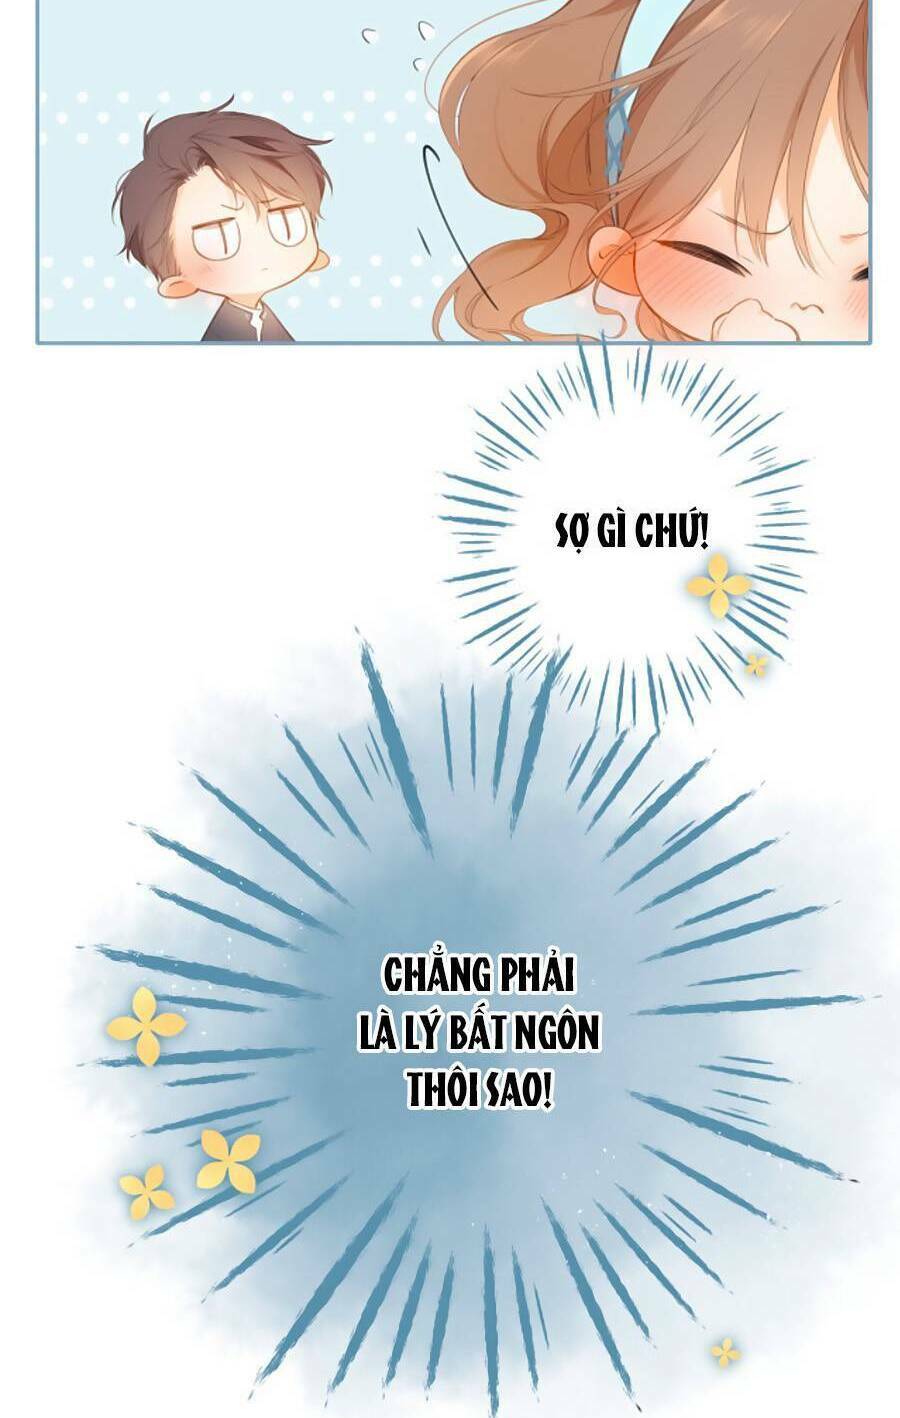 SỢ GÌ CHỨ!
CHẲNG PHẢI
LÀ LÝ BẤT NGÔN
THÔI SAO!